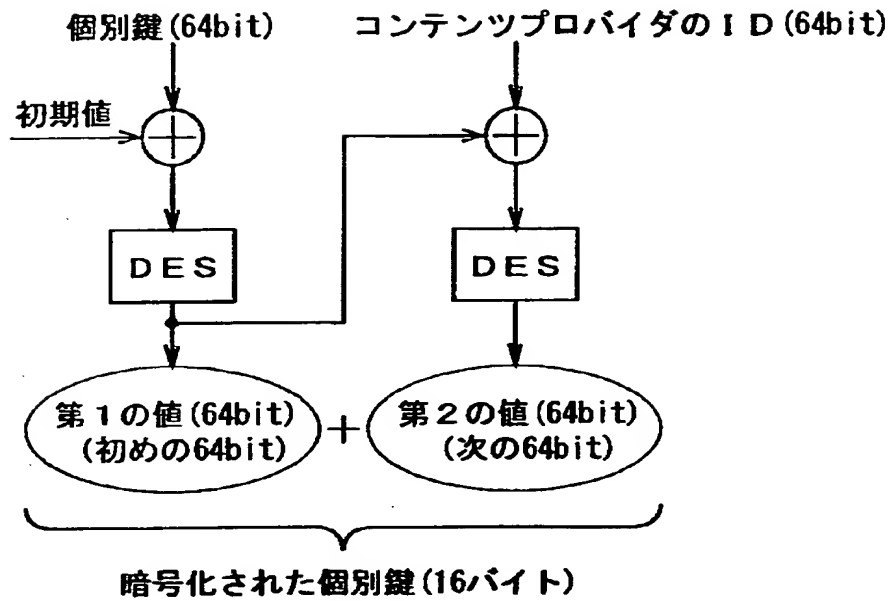 個別鍵(64bit)
コンテンツプロバイダのID(64bit)
初期値
DES
DES
第1の値(64bit)
(初めの64bit)
+
第2の値(64bit)
(次の64bit)
暗号化された個別鍵(16バイト)